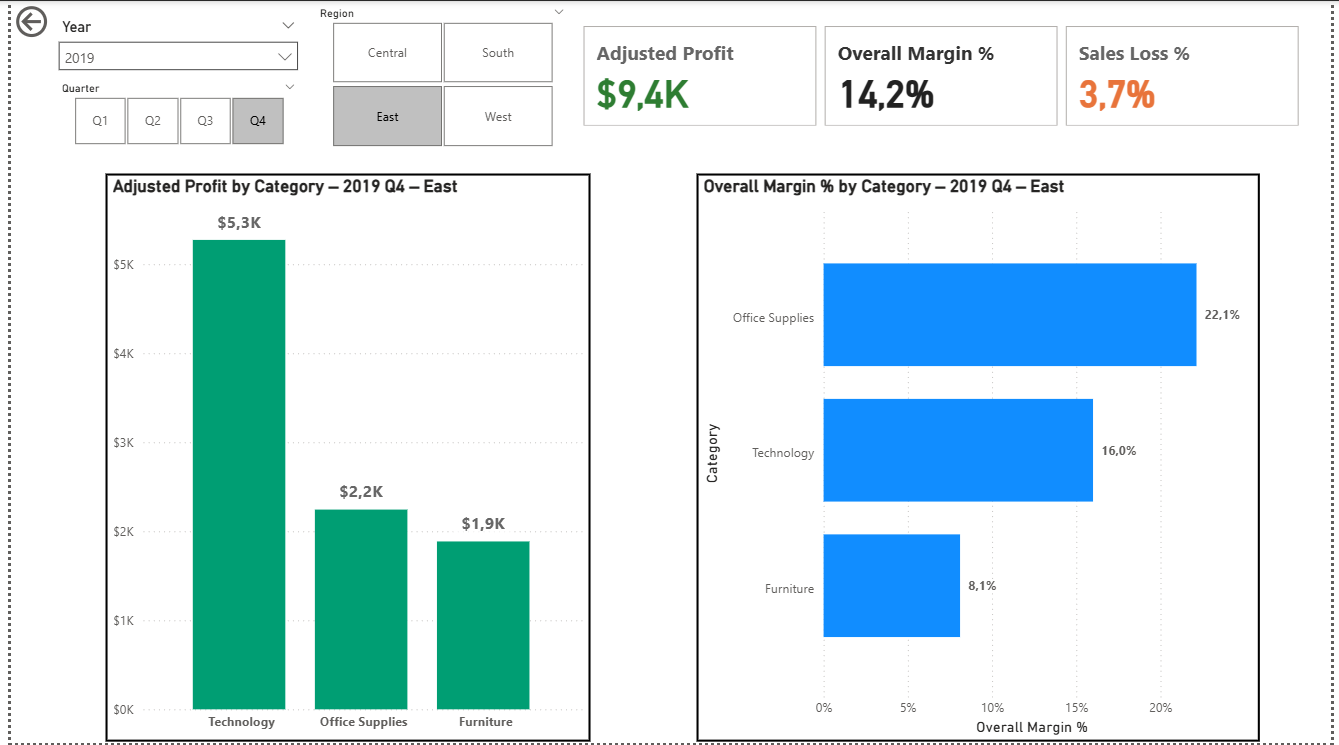 Year
2019
Quarter
Q1 Q2 Q3 Q4
Region
Central South
East West
Adjusted Profit
$9,4K
Overall Margin %
14,2%
Sales Loss %
3,7%
Adjusted Profit by Category – 2019 Q4 – East
$5,3K
$5K
$4K
$3K
$2,2K
$1,9K
$2K
$1K
$0K
Technology Office Supplies Furniture
Overall Margin % by Category – 2019 Q4 – East
Category
Office Supplies 22,1%
Technology 16,0%
Furniture 8,1%
0% 5% 10% 15% 20%
Overall Margin %